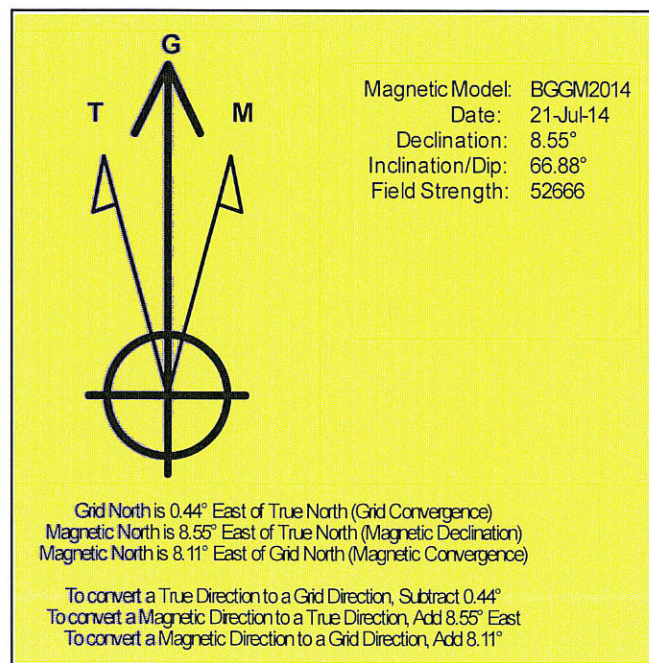 G
T
M
Magnetic Model: BGGM2014
Date: 21-Jul-14
Declination: 8.55°
Inclination/Dip: 66.88°
Field Strength: 52666
Grid North is 0.44° East of True North (Grid Convergence)
Magnetic North is 8.55° East of True North (Magnetic Declination)
Magnetic North is 8.11° East of Grid North (Magnetic Convergence)
To convert a True Direction to a Grid Direction, Subtract 0.44°
To convert a Magnetic Direction to a True Direction, Add 8.55° East
To convert a Magnetic Direction to a Grid Direction, Add 8.11°